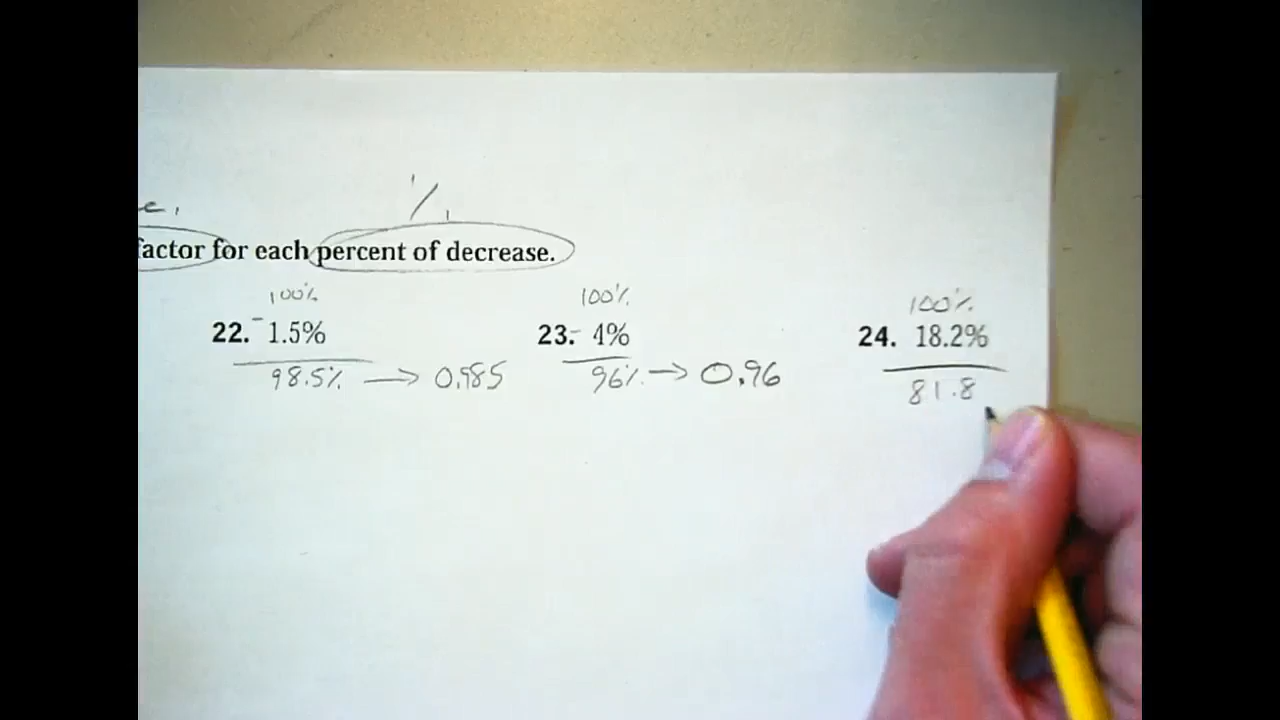 e.
%
factor for each percent of decrease.
100% 100% 100%
22. - 1.5% 23. - 4% 24. 18.2%
98.5% → 0.985 96% → 0.96 81.8